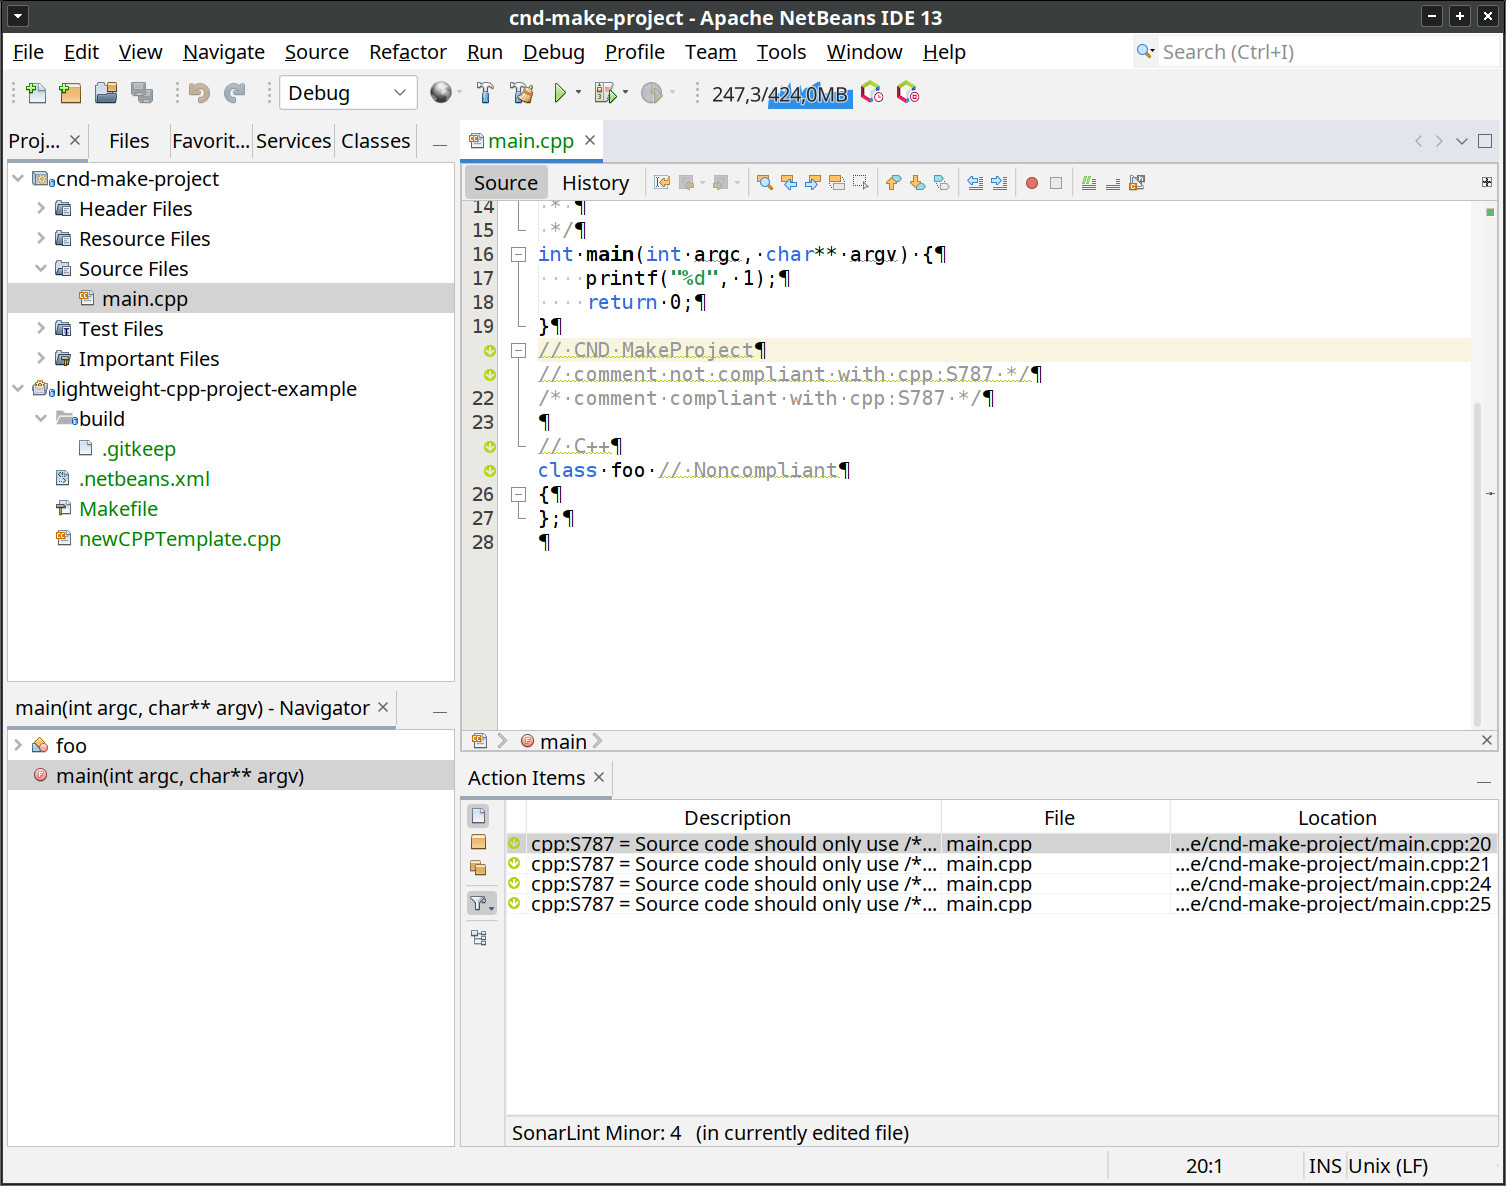 cnd-make-project - Apache NetBeans IDE 13
File Edit View Navigate Source Refactor Run Debug Profile Team Tools Window Help Search (Ctrl+I)
Debug 247,3/424,0MB
Proj... Files Favorit... Services Classes
cnd-make-project
Header Files
Resource Files
Source Files
main.cpp
Test Files
Important Files
lightweight-cpp-project-example
build
.gitkeep
.netbeans.xml
Makefile
newCPPTemplate.cpp
main(int argc, char** argv) - Navigator
foo
main(int argc, char** argv)
main.cpp
Source History
14 * ¶
15 */¶
16 int·main(int·argc,·char**·argv)·{¶
17 ····printf("%d",·1);¶
18 ····return·0;¶
19 }¶
//·CND·MakeProject¶
//·comment·not·compliant·with·cpp:S787·*/¶
22 /*·comment·compliant·with·cpp:S787·*/¶
23 ¶
//·C++¶
class·foo·//·Noncompliant¶
26 {¶
27 };¶
28 ¶
main
Action Items
Description File Location
cpp:S787 = Source code should only use /*... main.cpp ...e/cnd-make-project/main.cpp:20
cpp:S787 = Source code should only use /*... main.cpp ...e/cnd-make-project/main.cpp:21
cpp:S787 = Source code should only use /*... main.cpp ...e/cnd-make-project/main.cpp:24
cpp:S787 = Source code should only use /*... main.cpp ...e/cnd-make-project/main.cpp:25
SonarLint Minor: 4 (in currently edited file)
20:1 INS Unix (LF)